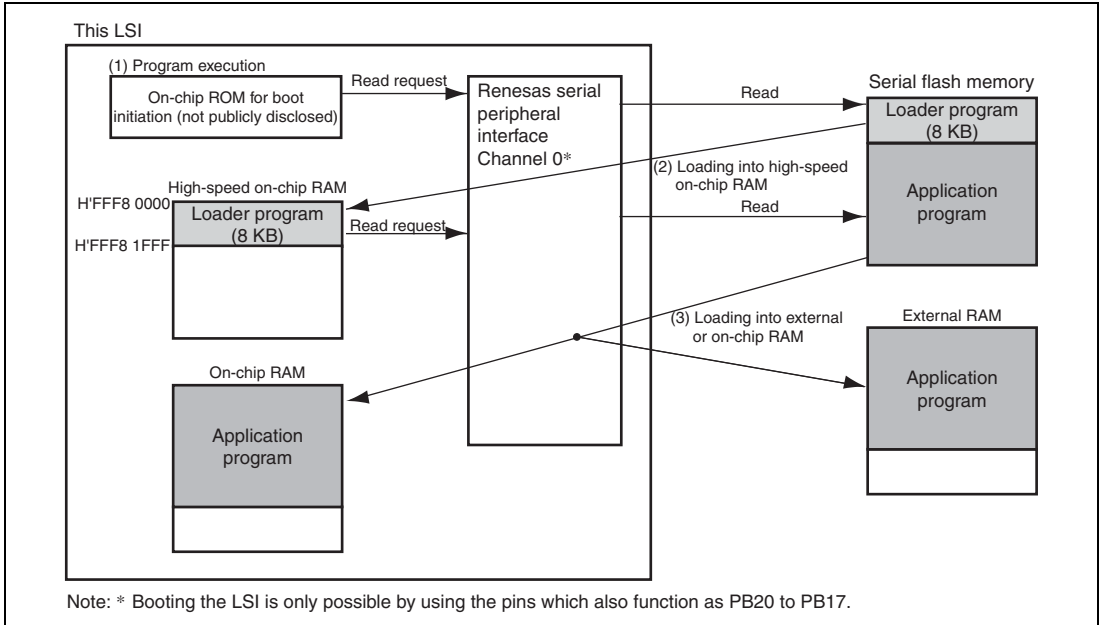 This LSI
(1) Program execution
On-chip ROM for boot
initiation (not publicly disclosed)
Read request
Renesas serial
peripheral
interface
Channel 0*
Read
Serial flash memory
Loader program
(8 KB)
Application
program
(2) Loading into high-speed
on-chip RAM
Read
High-speed on-chip RAM
H'FFF8 0000
Loader program
(8 KB)
Read request
H'FFF8 1FFF
(3) Loading into external
or on-chip RAM
External RAM
Application
program
On-chip RAM
Application
program
Note: * Booting the LSI is only possible by using the pins which also function as PB20 to PB17.